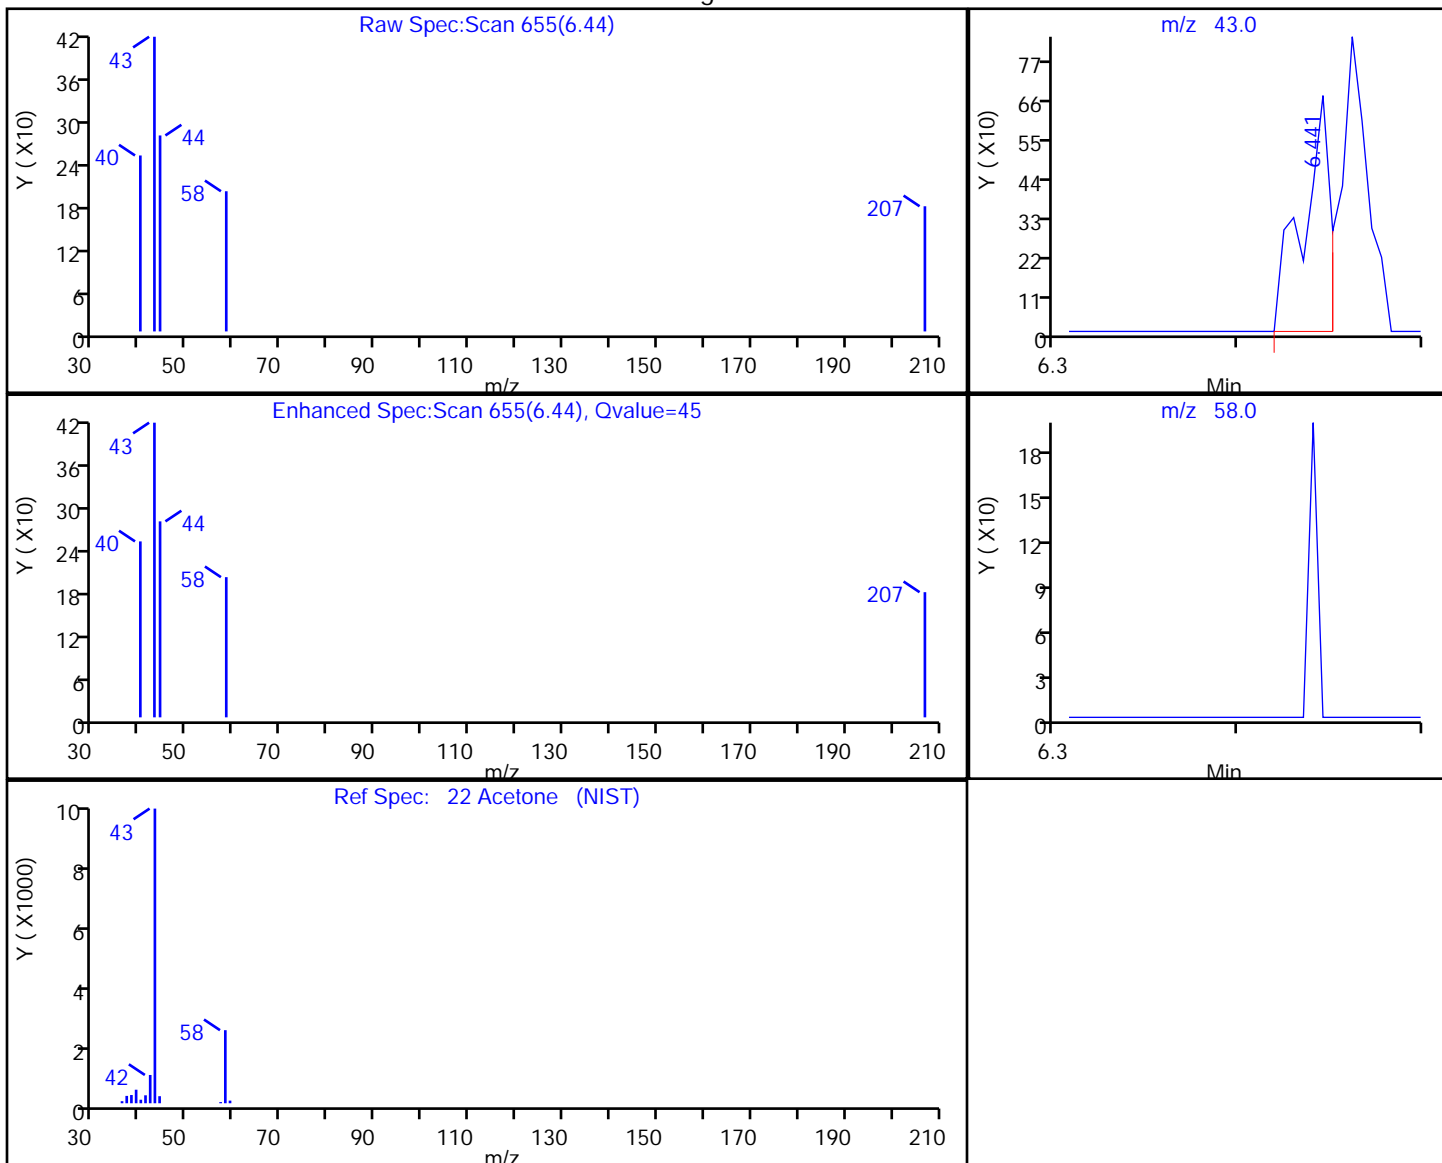 Raw Spec:Scan 655(6.44)
Y ( X10)
42
36
30
24
18
12
6
0
43
44
40
58
207
30 50 70 90 110 130 150 170 190 210
m/z
m/z 43.0
Y ( X10)
77
66
55
44
33
22
11
0
6.441
6.3
Min
Enhanced Spec:Scan 655(6.44), Qvalue=45
Y ( X10)
42
36
30
24
18
12
6
0
43
44
40
58
207
30 50 70 90 110 130 150 170 190 210
m/z
m/z 58.0
Y ( X10)
18
15
12
9
6
3
0
6.3
Min
Ref Spec: 22 Acetone (NIST)
Y ( X1000)
10
8
6
4
2
0
43
58
42
30 50 70 90 110 130 150 170 190 210
m/z